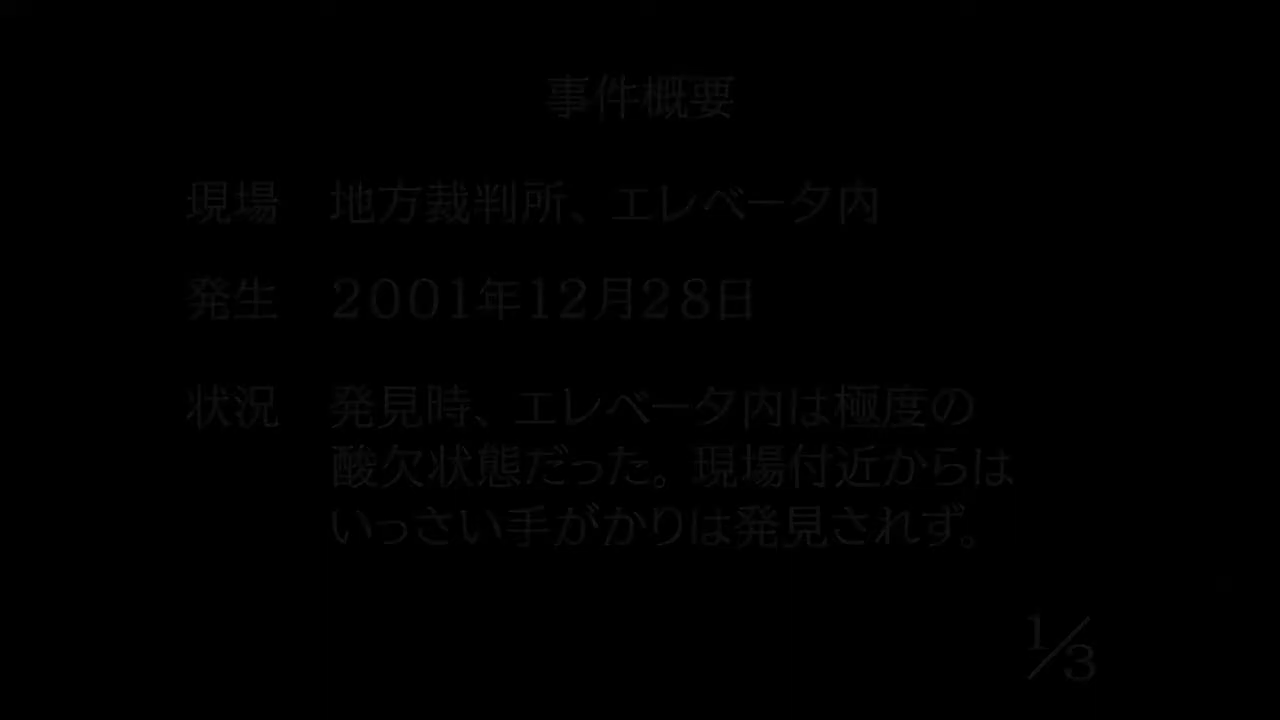 事件概要
現場 地方裁判所、エレベータ内
発生 2001年12月28日
状況 発見時、エレベータ内は極度の
酸欠状態だった。現場付近からは
いっさい手がかりは発見されず。
1/3